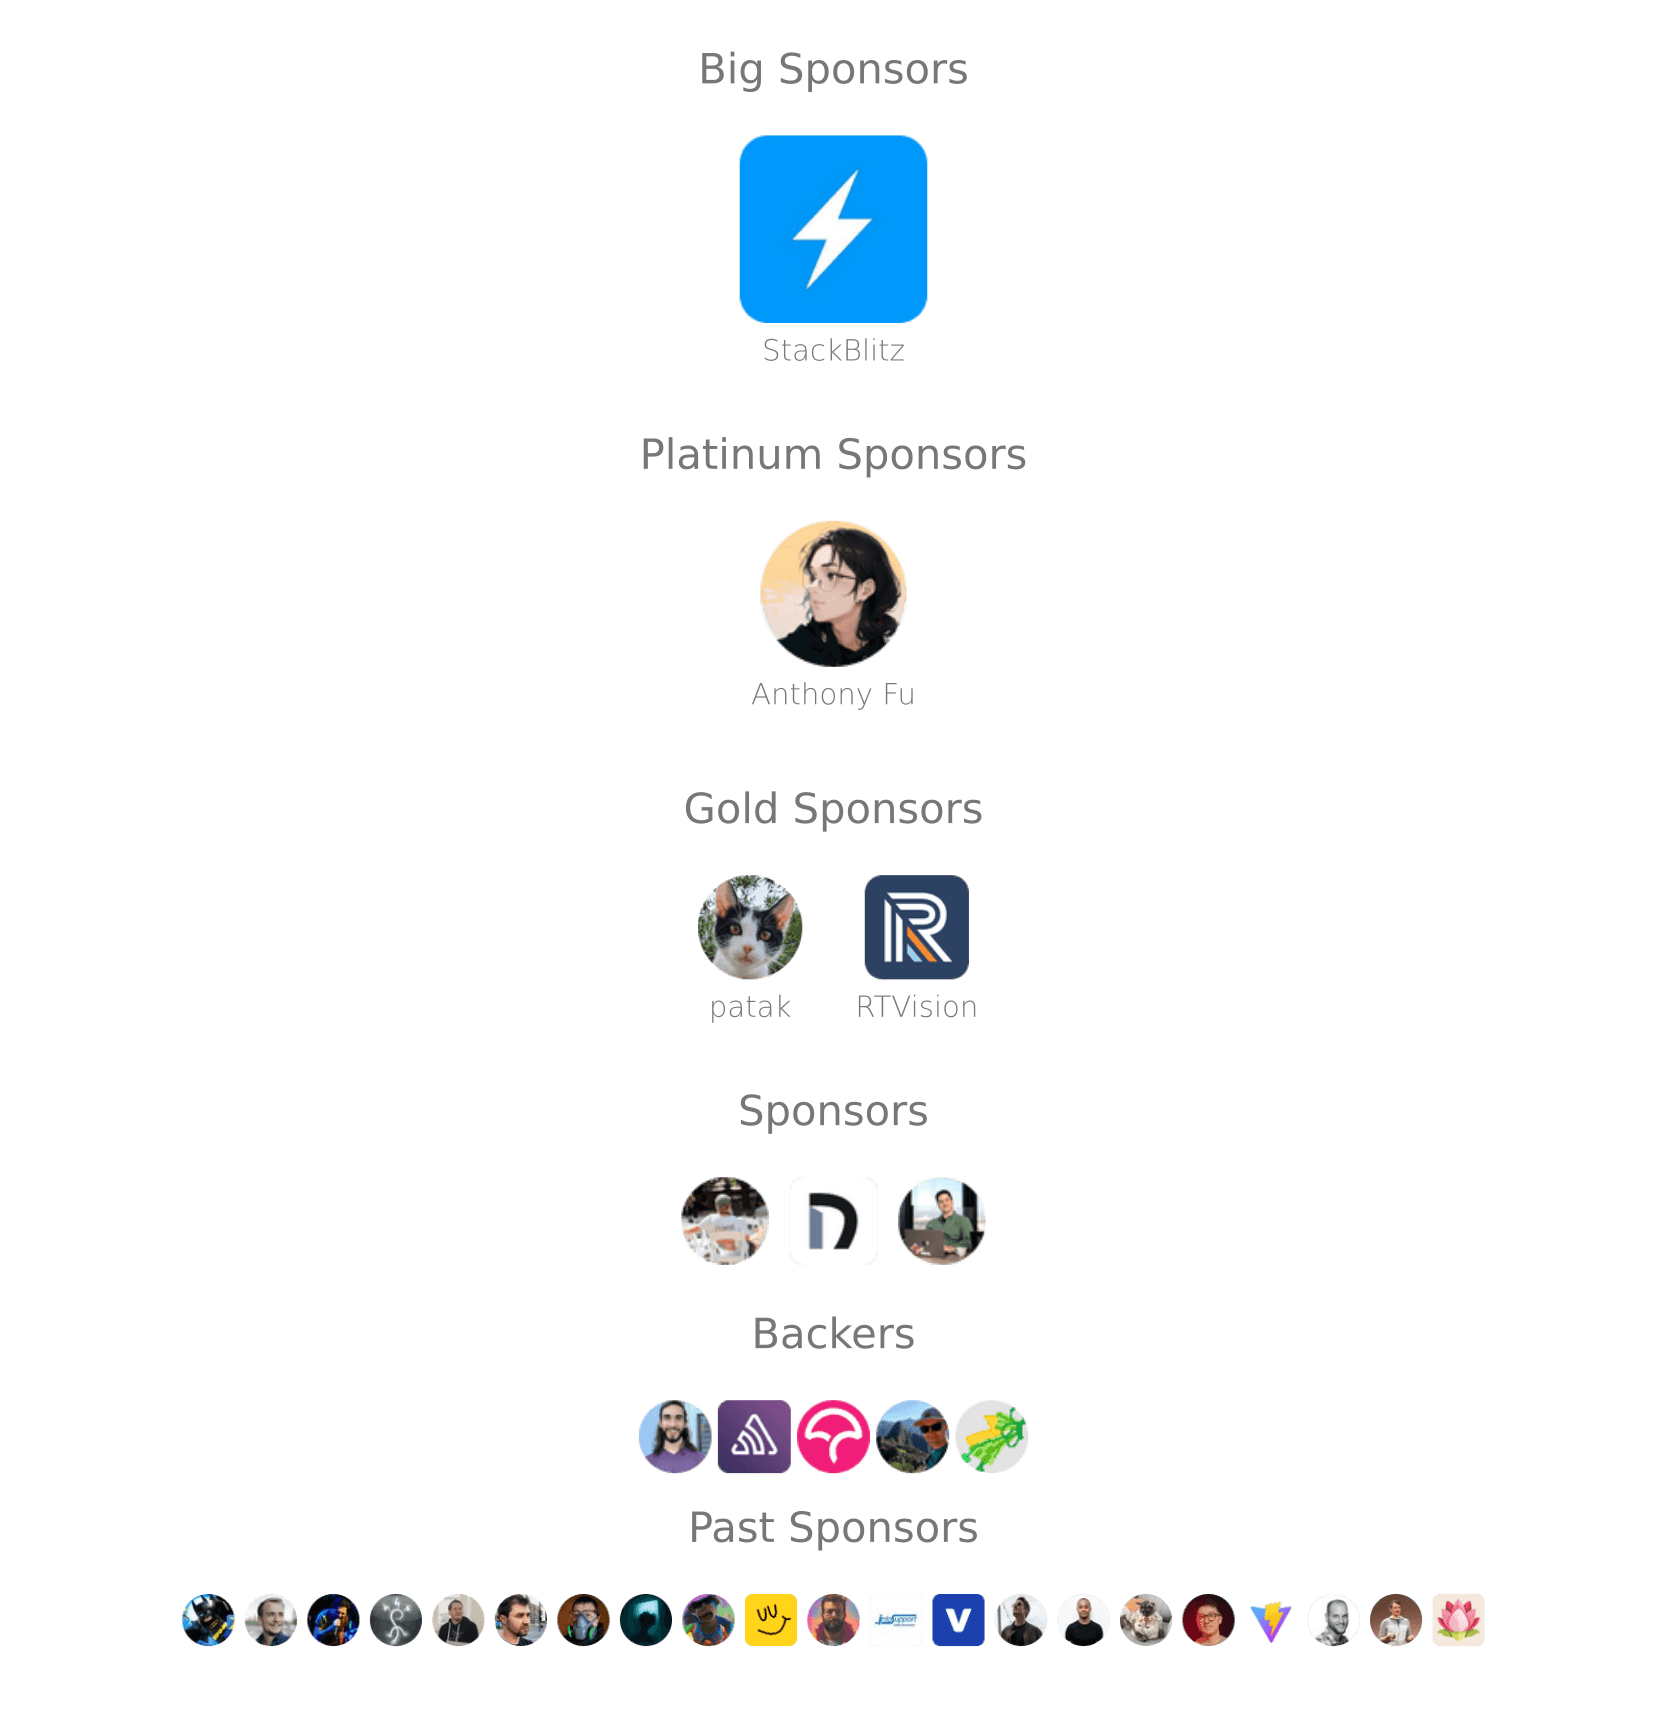 Big Sponsors
StackBlitz
Platinum Sponsors
Anthony Fu
Gold Sponsors
patak
RTVision
Sponsors
Backers
Past Sponsors